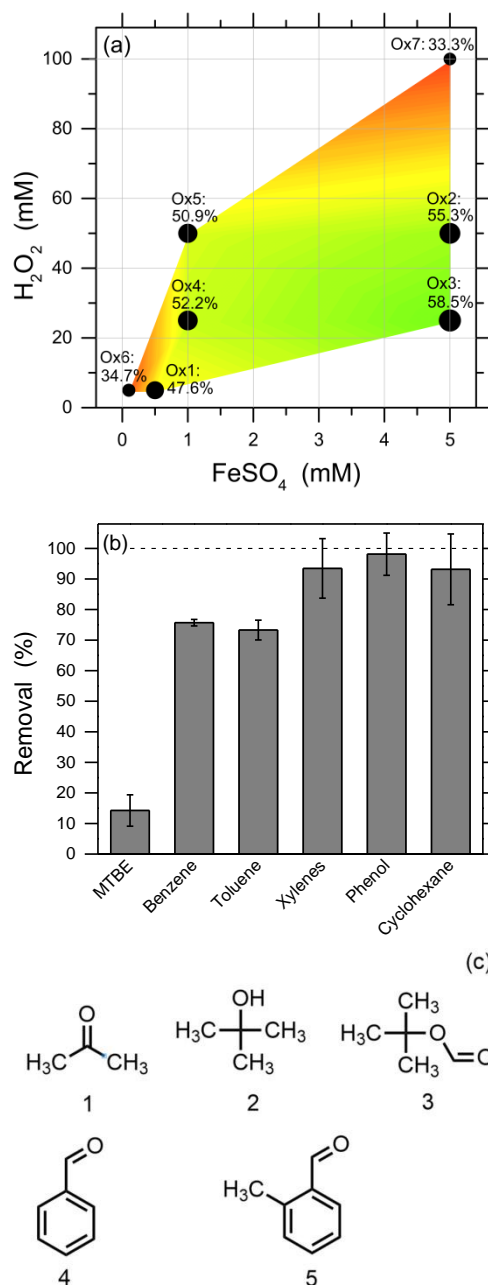 (a)
Ox7: 33.3%
Ox5:
50.9%
Ox2:
55.3%
Ox4:
52.2%
Ox3:
58.5%
Ox6:
34.7%
Ox1:
47.6%
100
80
60
40
20
0
H₂O₂ (mM)
0 1 2 3 4 5
FeSO₄ (mM)
(b)
100
90
80
70
60
50
40
30
20
10
0
Removal (%)
MTBE
Benzene
Toluene
Xylenes
Phenol
Cyclohexane
(c)
O
H₃C CH₃
1
OH
H₃C CH₃
CH₃
2
CH₃
H₃C O
CH₃ O
3
O
4
O
H₃C
5